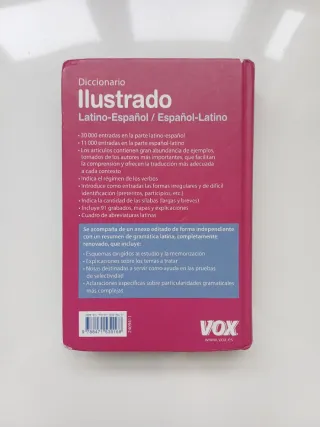 Diccionario
Ilustrado
Latino-Español / Español-Latino
• 30 000 entradas en la parte latino-español
• 11 000 entradas en la parte español-latino
• Los artículos contienen gran abundancia de ejemplos,
tomados de los autores más importantes, que facilitan
la comprensión y ofrecen la traducción más adecuada
a cada contexto
• Indica el régimen de los verbos
• Introduce como entradas las formas irregulares y de difícil
identificación (pretéritos, participios, etc.)
• Indica la cantidad de las sílabas (largas y breves)
• Incluye 91 grabados, mapas y explicaciones
• Cuadro de abreviaturas latinas
Se acompaña de un anexo editado de forma independiente
con un resumen de gramática latina, completamente
renovado, que incluye:
• Esquemas dirigidos al estudio y la memorización
• Explicaciones sobre los temas a tratar
• Notas destinadas a servir como ayuda en las pruebas
de selectividad
• Aclaraciones específicas sobre particularidades gramaticales
más complejas
VOX
www.vox.es